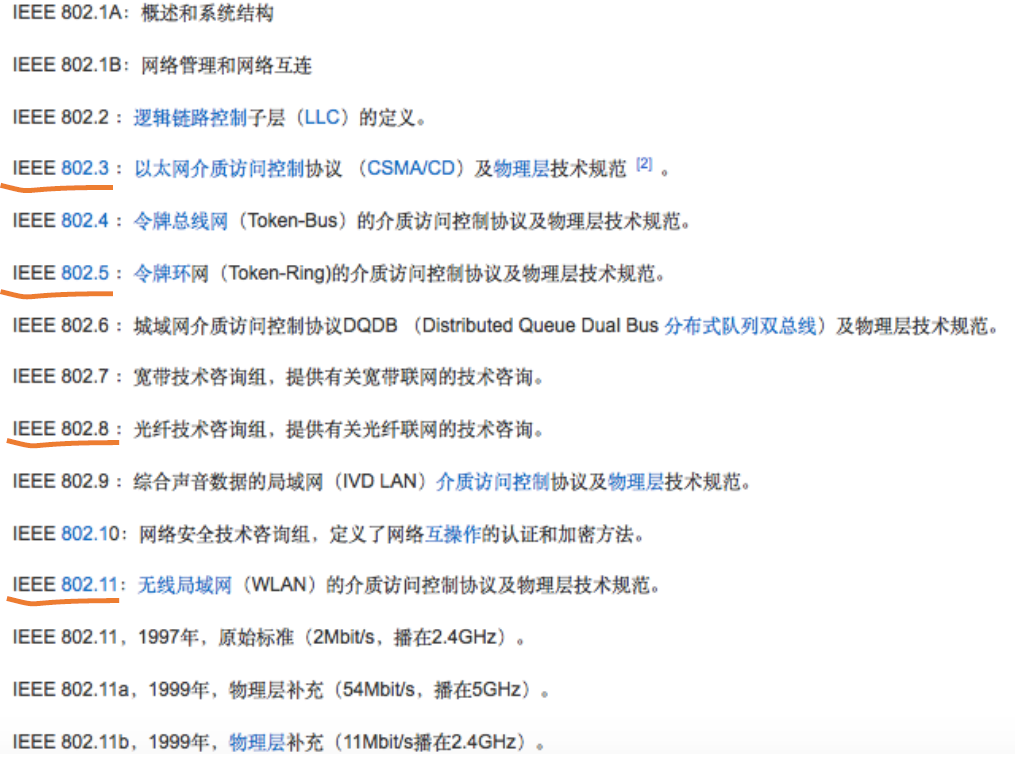 IEEE 802.1A：概述和系统结构
IEEE 802.1B：网络管理和网络互连
IEEE 802.2 ：逻辑链路控制子层（LLC）的定义。
IEEE 802.3 ：以太网介质访问控制协议 （CSMA/CD）及物理层技术规范 [2] 。
IEEE 802.4 ：令牌总线网（Token-Bus）的介质访问控制协议及物理层技术规范。
IEEE 802.5 ：令牌环网（Token-Ring)的介质访问控制协议及物理层技术规范。
IEEE 802.6 ：城域网介质访问控制协议DQDB （Distributed Queue Dual Bus 分布式队列双总线）及物理层技术规范。
IEEE 802.7 ：宽带技术咨询组，提供有关宽带联网的技术咨询。
IEEE 802.8 ：光纤技术咨询组，提供有关光纤联网的技术咨询。
IEEE 802.9 ：综合声音数据的局域网（IVD LAN）介质访问控制协议及物理层技术规范。
IEEE 802.10：网络安全技术咨询组，定义了网络互操作的认证和加密方法。
IEEE 802.11：无线局域网（WLAN）的介质访问控制协议及物理层技术规范。
IEEE 802.11，1997年，原始标准（2Mbit/s，播在2.4GHz）。
IEEE 802.11a，1999年，物理层补充（54Mbit/s，播在5GHz）。
IEEE 802.11b，1999年，物理层补充（11Mbit/s播在2.4GHz）。